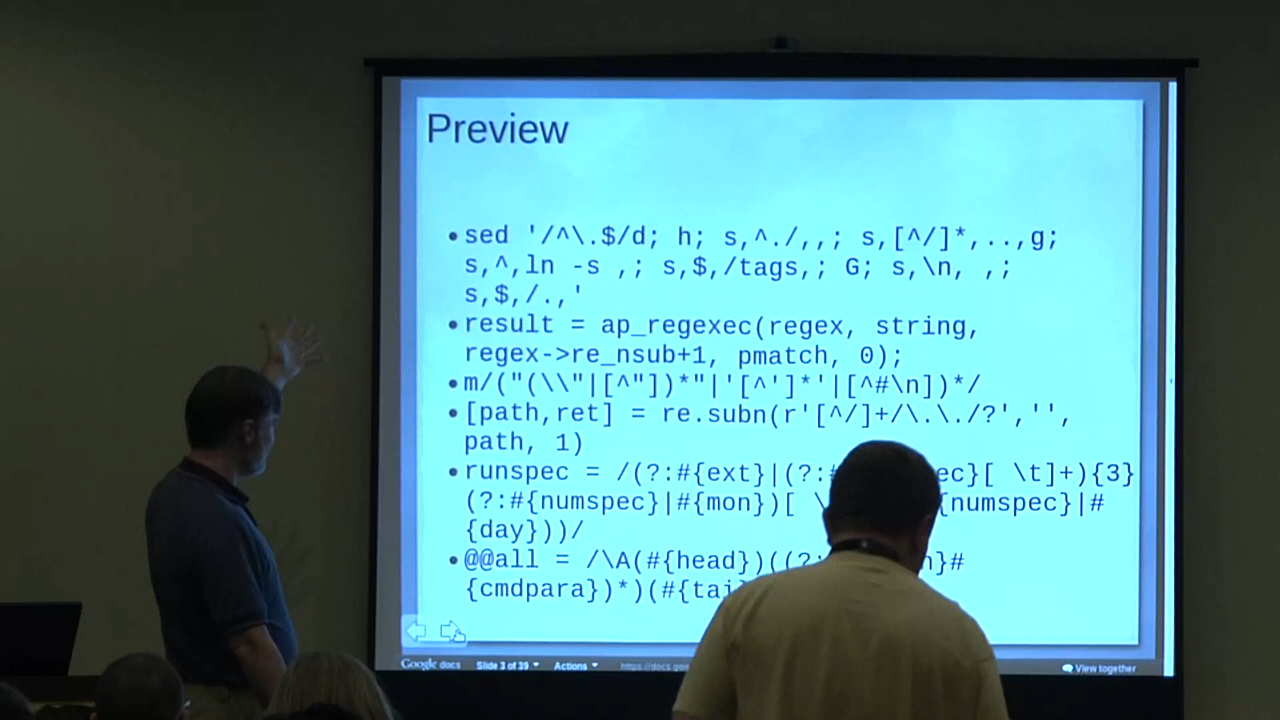 Preview
• sed '/^\.$/d; h; s,^./,,; s,[^/]*,..,g;
s,^,ln -s ,; s,$,/tags,; G; s,\n, ,;
s,$,/.,'
• result = ap_regexec(regex, string,
regex->re_nsub+1, pmatch, 0);
• m/("(\\"|[^"])*"|'[^']*'|[^#\n])*/
• [path,ret] = re.subn(r'[^/]+/\.\./?','',
path, 1)
• runspec = /(?:#{ext}|(?: ec}[ \t]+){3}
(?:#{numspec}|#{mon})[ {numspec}|#
{day}))/
• @@all = /\A(#{head})((?: }#
{cmdpara})*)(#{tai
Google docs Slide 3 of 39 Actions View together